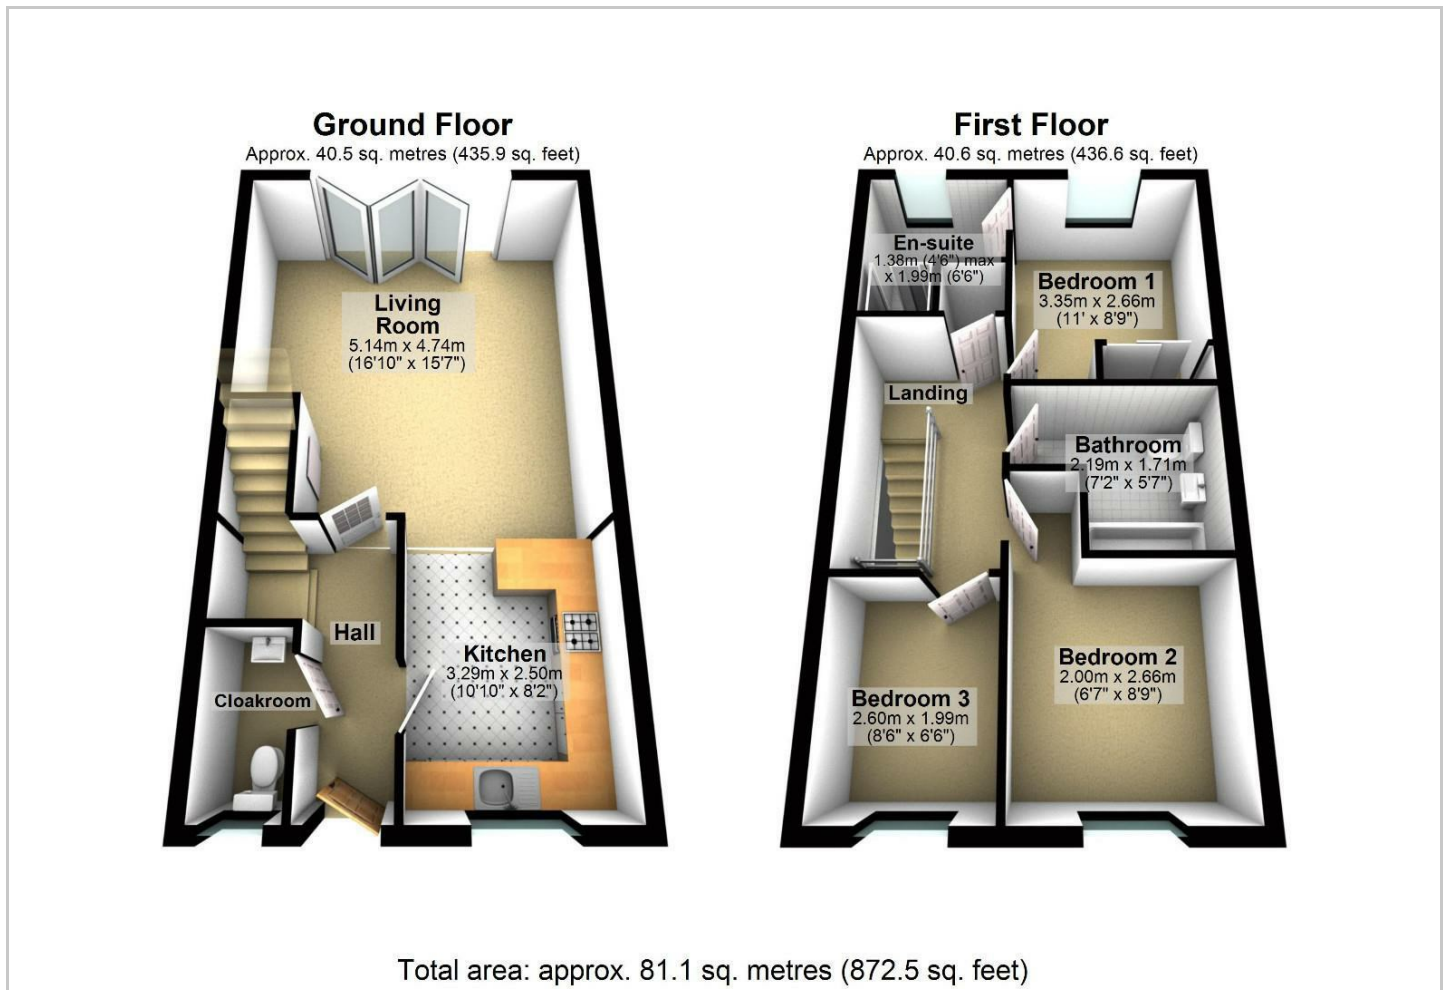 Ground Floor
Approx. 40.5 sq. metres (435.9 sq. feet)
Living
Room
5.14m x 4.74m
(16'10" x 15'7")
Hall
Kitchen
3.29m x 2.50m
(10'10" x 8'2")
Cloakroom
First Floor
Approx. 40.6 sq. metres (436.6 sq. feet)
En-suite
1.38m (4'6") max
x 1.99m (6'6")
Bedroom 1
3.35m x 2.66m
(11' x 8'9")
Landing
Bathroom
2.19m x 1.71m
(7'2" x 5'7")
Bedroom 2
2.00m x 2.66m
(6'7" x 8'9")
Bedroom 3
2.60m x 1.99m
(8'6" x 6'6")
Total area: approx. 81.1 sq. metres (872.5 sq. feet)